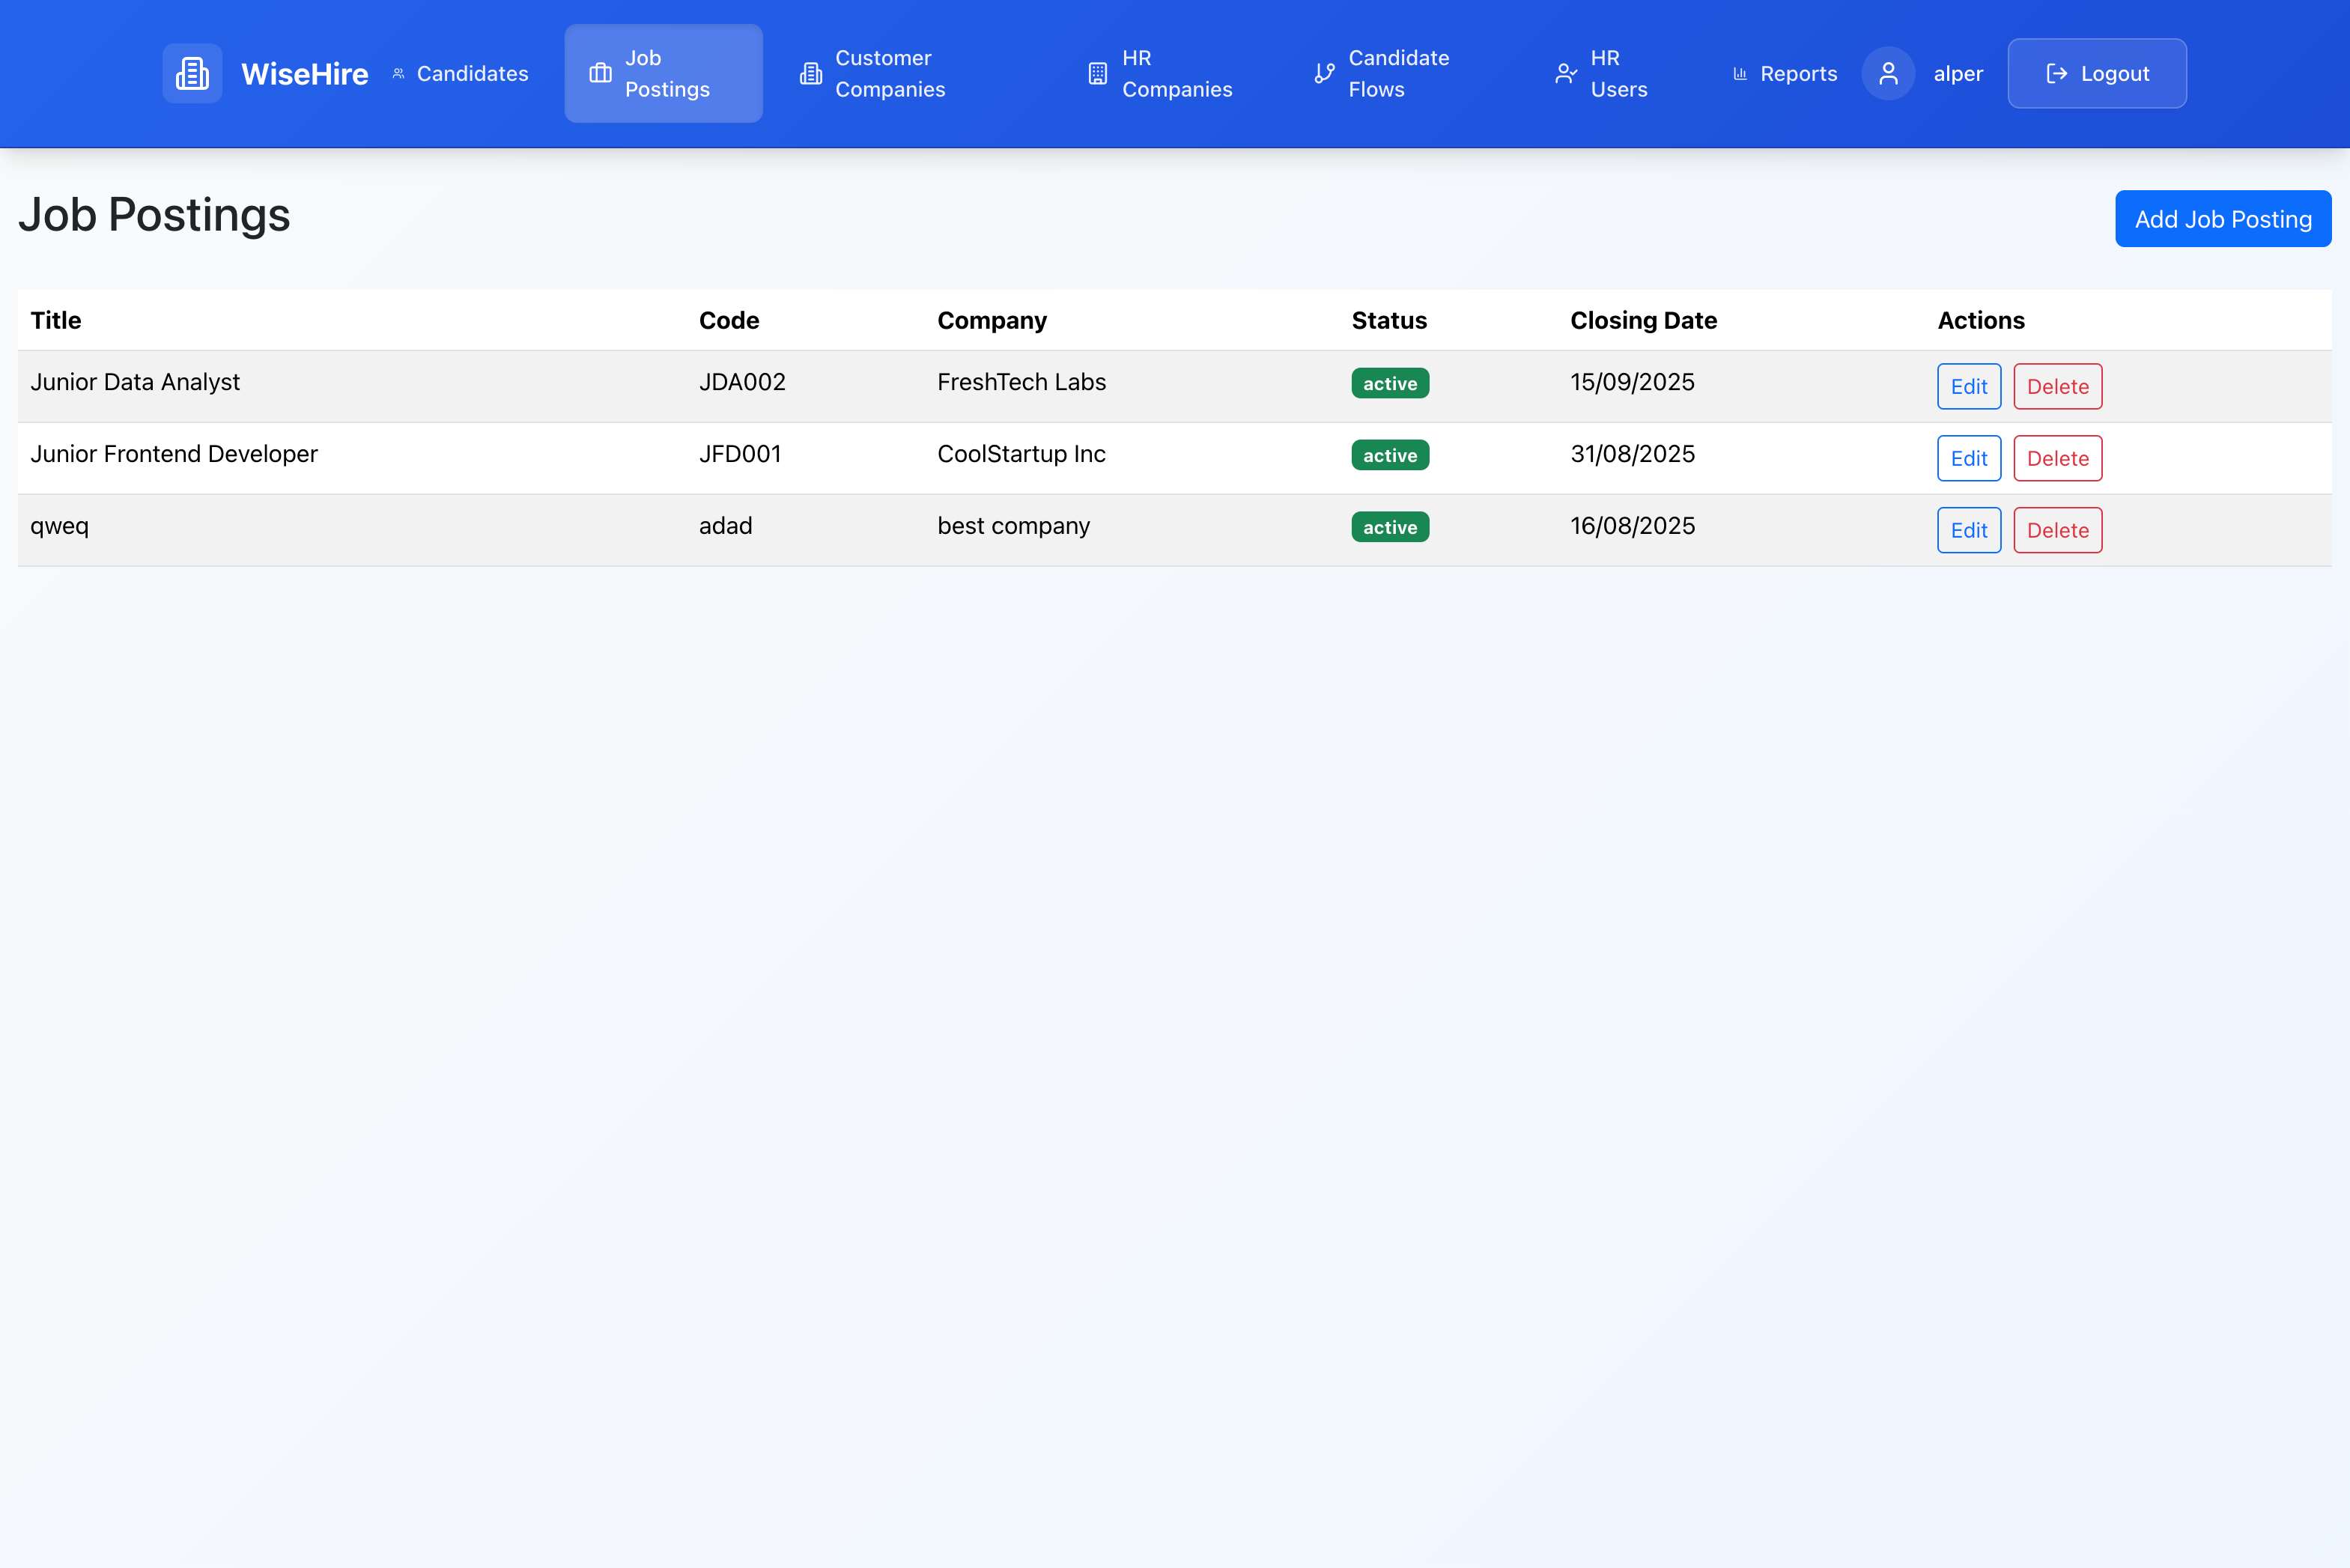 WiseHire
Candidates
Job
Postings
Customer
Companies
HR
Companies
Candidate
Flows
HR
Users
Reports
alper
Logout
Job Postings
Add Job Posting
Title Code Company Status Closing Date Actions
Junior Data Analyst JDA002 FreshTech Labs active 15/09/2025 Edit Delete
Junior Frontend Developer JFD001 CoolStartup Inc active 31/08/2025 Edit Delete
qweq adad best company active 16/08/2025 Edit Delete